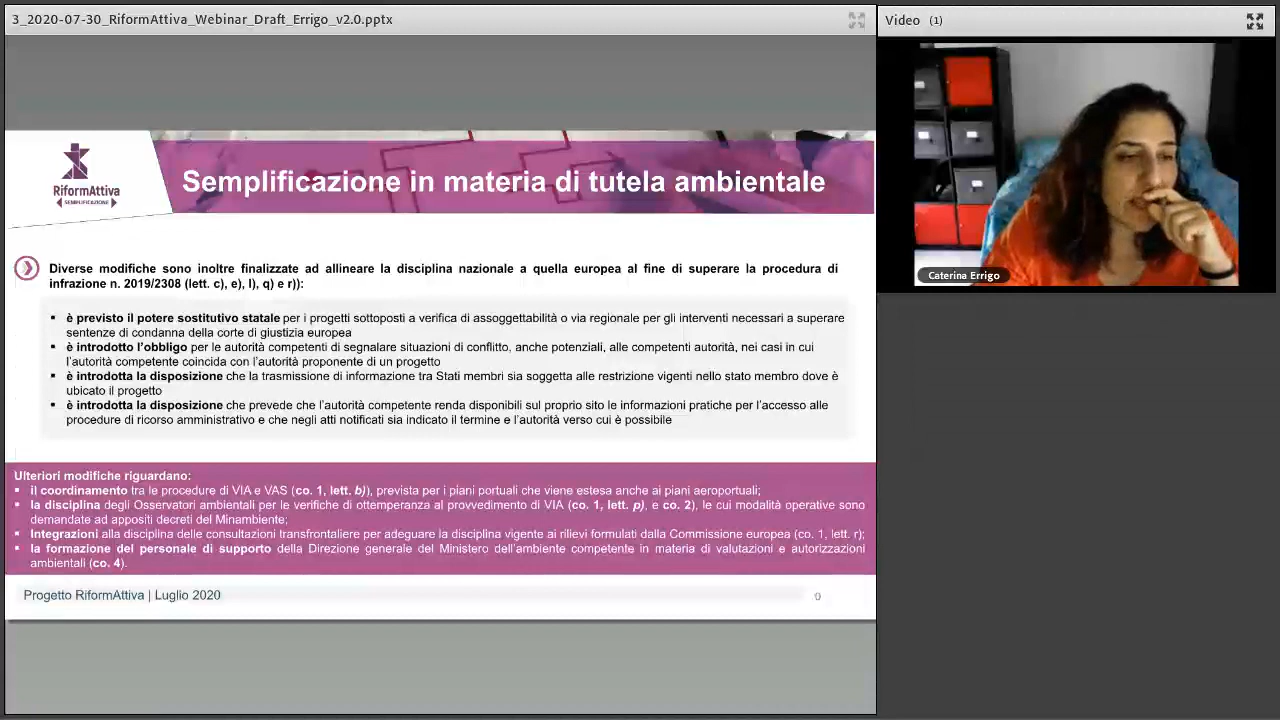 3_2020-07-30_RiformAttiva_Webinar_Draft_Errigo_v2.0.pptx
Video (1)
RiformAttiva
SEMPLIFICAZIONE
Semplificazione in materia di tutela ambientale
Caterina Errigo
Diverse modifiche sono inoltre finalizzate ad allineare la disciplina nazionale a quella europea al fine di superare la procedura di
infrazione n. 2019/2308 (lett. c), e), l), q) e r)):
▪ è previsto il potere sostitutivo statale per i progetti sottoposti a verifica di assoggettabilità o via regionale per gli interventi necessari a superare
sentenze di condanna della corte di giustizia europea
▪ è introdotto l'obbligo per le autorità competenti di segnalare situazioni di conflitto, anche potenziali, alle competenti autorità, nei casi in cui
l'autorità competente coincida con l'autorità proponente di un progetto
▪ è introdotta la disposizione che la trasmissione di informazione tra Stati membri sia soggetta alle restrizione vigenti nello stato membro dove è
ubicato il progetto
▪ è introdotta la disposizione che prevede che l'autorità competente renda disponibili sul proprio sito le informazioni pratiche per l'accesso alle
procedure di ricorso amministrativo e che negli atti notificati sia indicato il termine e l'autorità verso cui è possibile
Ulteriori modifiche riguardano:
▪ il coordinamento tra le procedure di VIA e VAS (co. 1, lett. b)), prevista per i piani portuali che viene estesa anche ai piani aeroportuali;
▪ la disciplina degli Osservatori ambientali per le verifiche di ottemperanza al provvedimento di VIA (co. 1, lett. p), e co. 2), le cui modalità operative sono
demandate ad appositi decreti del Minambiente;
▪ Integrazioni alla disciplina delle consultazioni transfrontaliere per adeguare la disciplina vigente ai rilievi formulati dalla Commissione europea (co. 1, lett. r);
▪ la formazione del personale di supporto della Direzione generale del Ministero dell'ambiente competente in materia di valutazioni e autorizzazioni
ambientali (co. 4).
Progetto RiformAttiva | Luglio 2020
9